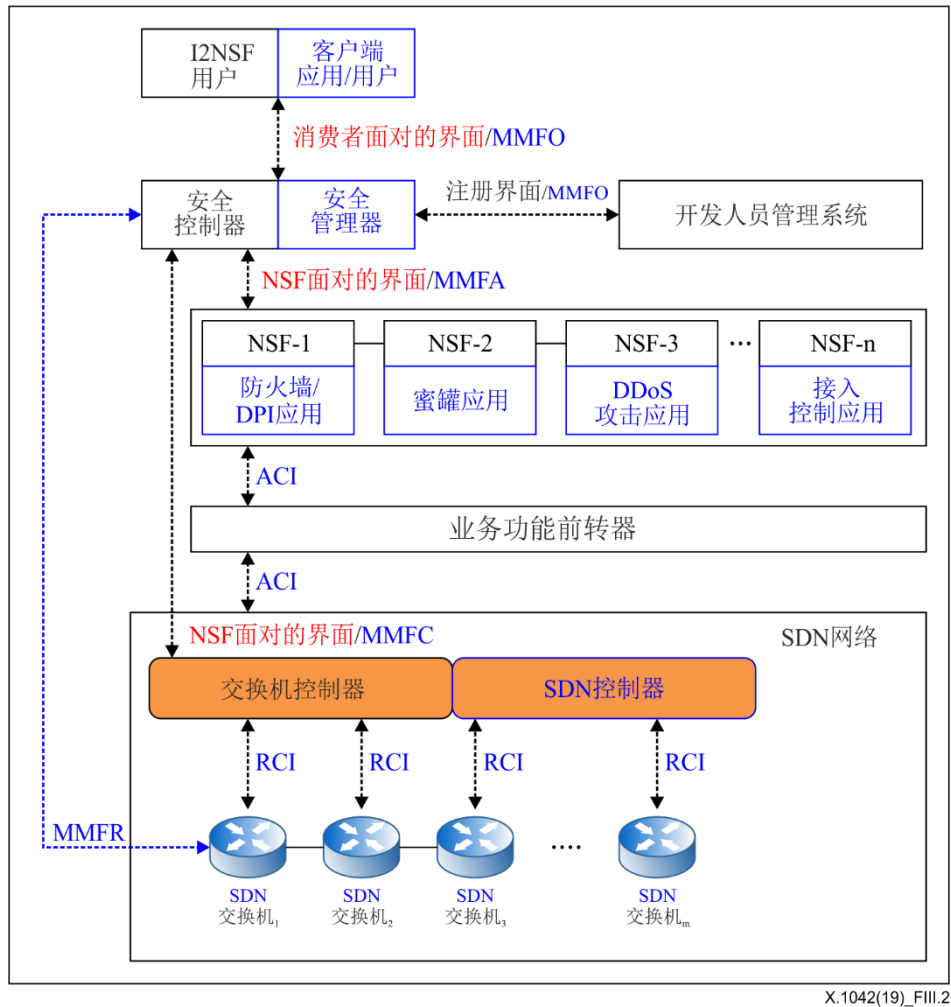 I2NSF
用户
客户端
应用/用户
消费者面对的界面/MMFO
安全
控制器
安全
管理器
注册界面/MMFO
开发人员管理系统
NSF面对的界面/MMFA
NSF-1
NSF-2
NSF-3
...
NSF-n
防火墙/
DPI应用
蜜罐应用
DDoS
攻击应用
接入
控制应用
ACI
业务功能前转器
ACI
NSF面对的界面/MMFC
SDN网络
交换机控制器
SDN控制器
RCI
RCI
RCI
RCI
MMFR
....
SDN
交换机1
SDN
交换机2
SDN
交换机3
SDN
交换机m
X.1042(19)_FIII.2